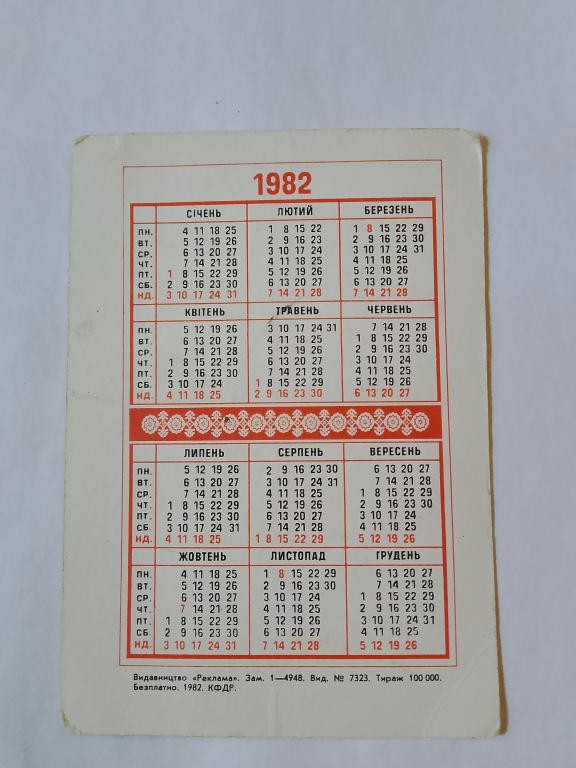 1982
СІЧЕНЬ ЛЮТИЙ БЕРЕЗЕНЬ
ПН. 4 11 18 25 1 8 15 22 1 8 15 22 29
ВТ. 5 12 19 26 2 9 16 23 2 9 16 23 30
СР. 6 13 20 27 3 10 17 24 3 10 17 24 31
ЧТ. 7 14 21 28 4 11 18 25 4 11 18 25
ПТ. 1 8 15 22 29 5 12 19 26 5 12 19 26
СБ. 2 9 16 23 30 6 13 20 27 6 13 20 27
НД. 3 10 17 24 31 7 14 21 28 7 14 21 28
КВІТЕНЬ ТРАВЕНЬ ЧЕРВЕНЬ
ПН. 5 12 19 26 3 10 17 24 31 7 14 21 28
ВТ. 6 13 20 27 4 11 18 25 1 8 15 22 29
СР. 7 14 21 28 5 12 19 26 2 9 16 23 30
ЧТ. 1 8 15 22 29 6 13 20 27 3 10 17 24
ПТ. 2 9 16 23 30 7 14 21 28 4 11 18 25
СБ. 3 10 17 24 1 8 15 22 29 5 12 19 26
НД. 4 11 18 25 2 9 16 23 30 6 13 20 27
ЛИПЕНЬ СЕРПЕНЬ ВЕРЕСЕНЬ
ПН. 5 12 19 26 2 9 16 23 30 6 13 20 27
ВТ. 6 13 20 27 3 10 17 24 31 7 14 21 28
СР. 7 14 21 28 4 11 18 25 1 8 15 22 29
ЧТ. 1 8 15 22 29 5 12 19 26 2 9 16 23 30
ПТ. 2 9 16 23 30 6 13 20 27 3 10 17 24
СБ. 3 10 17 24 31 7 14 21 28 4 11 18 25
НД. 4 11 18 25 1 8 15 22 29 5 12 19 26
ЖОВТЕНЬ ЛИСТОПАД ГРУДЕНЬ
ПН. 4 11 18 25 1 8 15 22 29 6 13 20 27
ВТ. 5 12 19 26 2 9 16 23 30 7 14 21 28
СР. 6 13 20 27 3 10 17 24 1 8 15 22 29
ЧТ. 7 14 21 28 4 11 18 25 2 9 16 23 30
ПТ. 1 8 15 22 29 5 12 19 26 3 10 17 24 31
СБ. 2 9 16 23 30 6 13 20 27 4 11 18 25
НД. 3 10 17 24 31 7 14 21 28 5 12 19 26
Видавництво «Реклама». Зам. 1—4948. Вид. № 7323. Тираж 100 000.
Безплатно. 1982. КФДР.